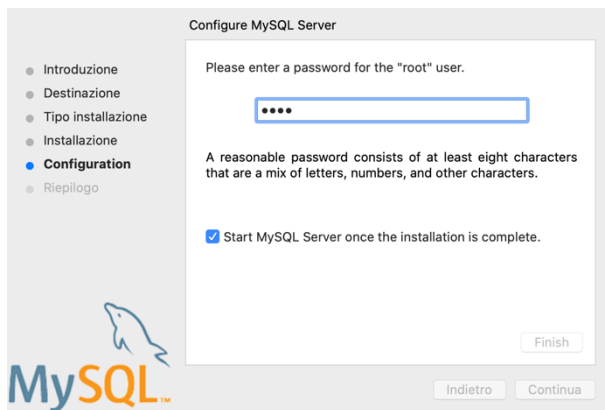 Configure MySQL Server
Introduzione
Destinazione
Tipo installazione
Installazione
Configuration
Riepilogo
Please enter a password for the "root" user.
••••
A reasonable password consists of at least eight characters
that are a mix of letters, numbers, and other characters.
Start MySQL Server once the installation is complete.
Finish
MySQL™
Indietro
Continua